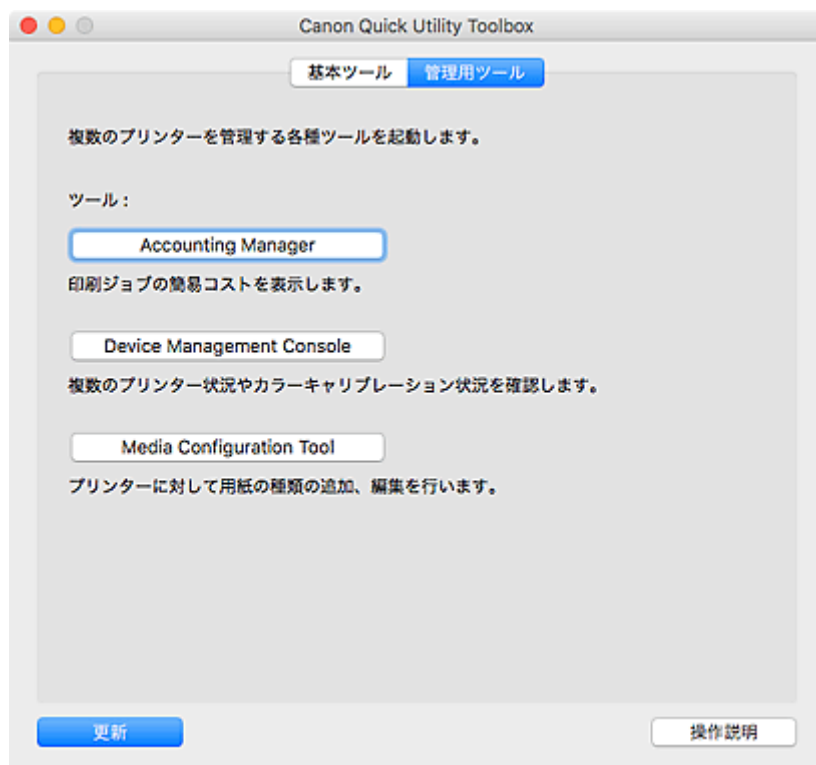 Canon Quick Utility Toolbox
基本ツール 管理用ツール
複数のプリンターを管理する各種ツールを起動します。
ツール：
Accounting Manager
印刷ジョブの簡易コストを表示します。
Device Management Console
複数のプリンター状況やカラーキャリブレーション状況を確認します。
Media Configuration Tool
プリンターに対して用紙の種類の追加、編集を行います。
更新 操作説明